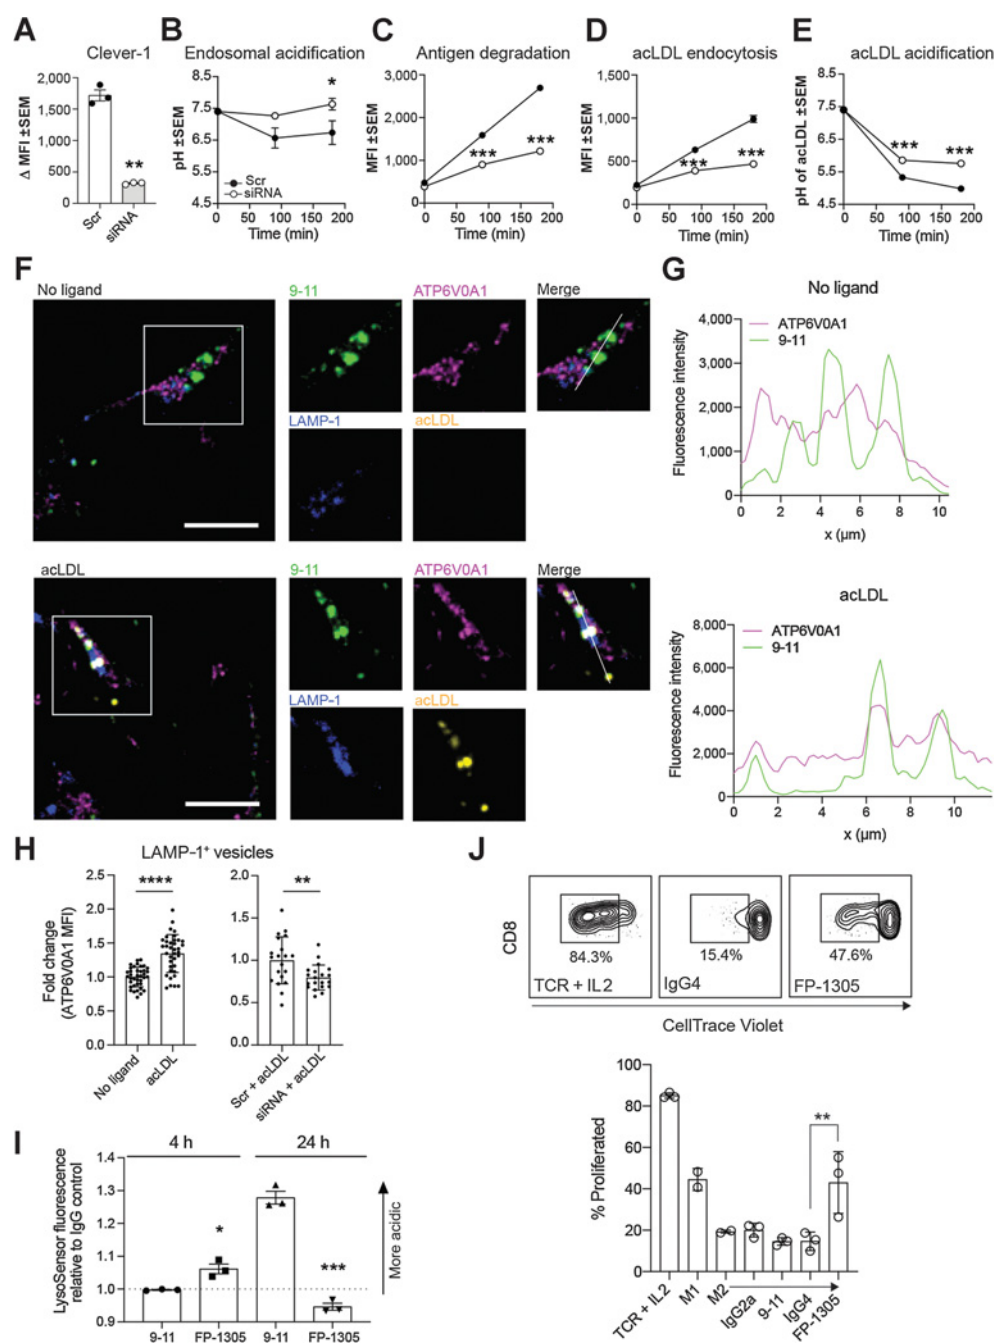 A
Clever-1
Δ MFI ±SEM
2,000
1,500
1,000
500
0
**
Scr
siRNA
B
Endosomal acidification
pH ±SEM
7.5
6.5
5.5
4.5
*
Scr
siRNA
0 50 100 150 200
Time (min)
C
Antigen degradation
MFI ±SEM
3,000
2,000
1,000
0
*** ***
0 50 100 150 200
Time (min)
D
acLDL endocytosis
MFI ±SEM
1,500
1,000
500
0
*** ***
0 50 100 150 200
Time (min)
E
acLDL acidification
pH of acLDL ±SEM
7.5
6.5
5.5
4.5
*** ***
0 50 100 150 200
Time (min)
F
No ligand
9-11
ATP6V0A1
Merge
LAMP-1
acLDL
acLDL
9-11
ATP6V0A1
Merge
LAMP-1
acLDL
G
No ligand
ATP6V0A1
9-11
Fluorescence intensity
4,000
3,000
2,000
1,000
0
0 2 4 6 8 10
x (µm)
acLDL
ATP6V0A1
9-11
Fluorescence intensity
8,000
6,000
4,000
2,000
0
0 2 4 6 8 10
x (µm)
H
LAMP-1+ vesicles
Fold change
(ATP6V0A1 MFI)
2.5
2.0
1.5
1.0
0.5
0.0
****
No ligand
acLDL
2.0
1.5
1.0
0.5
0.0
**
Scr + acLDL
siRNA + acLDL
I
4 h
24 h
LysoSensor fluorescence
relative to IgG control
1.4
1.3
1.2
1.1
1.0
0.9
*
***
More acidic
9-11 FP-1305 9-11 FP-1305
J
CD8
84.3%
TCR + IL2
15.4%
IgG4
47.6%
FP-1305
CellTrace Violet
% Proliferated
100
80
60
40
20
0
**
TCR + IL2
M1
M2
IgG2a
9-11
IgG4
FP-1305